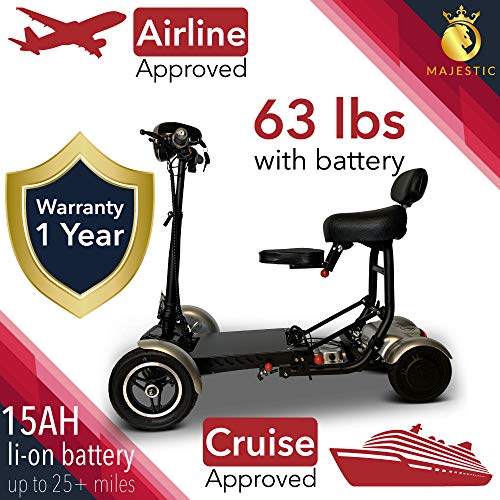 Airline
Approved
MAJESTIC
63 lbs
with battery
Warranty
1 Year
15AH
li-on battery
up to 25+ miles
Cruise
Approved